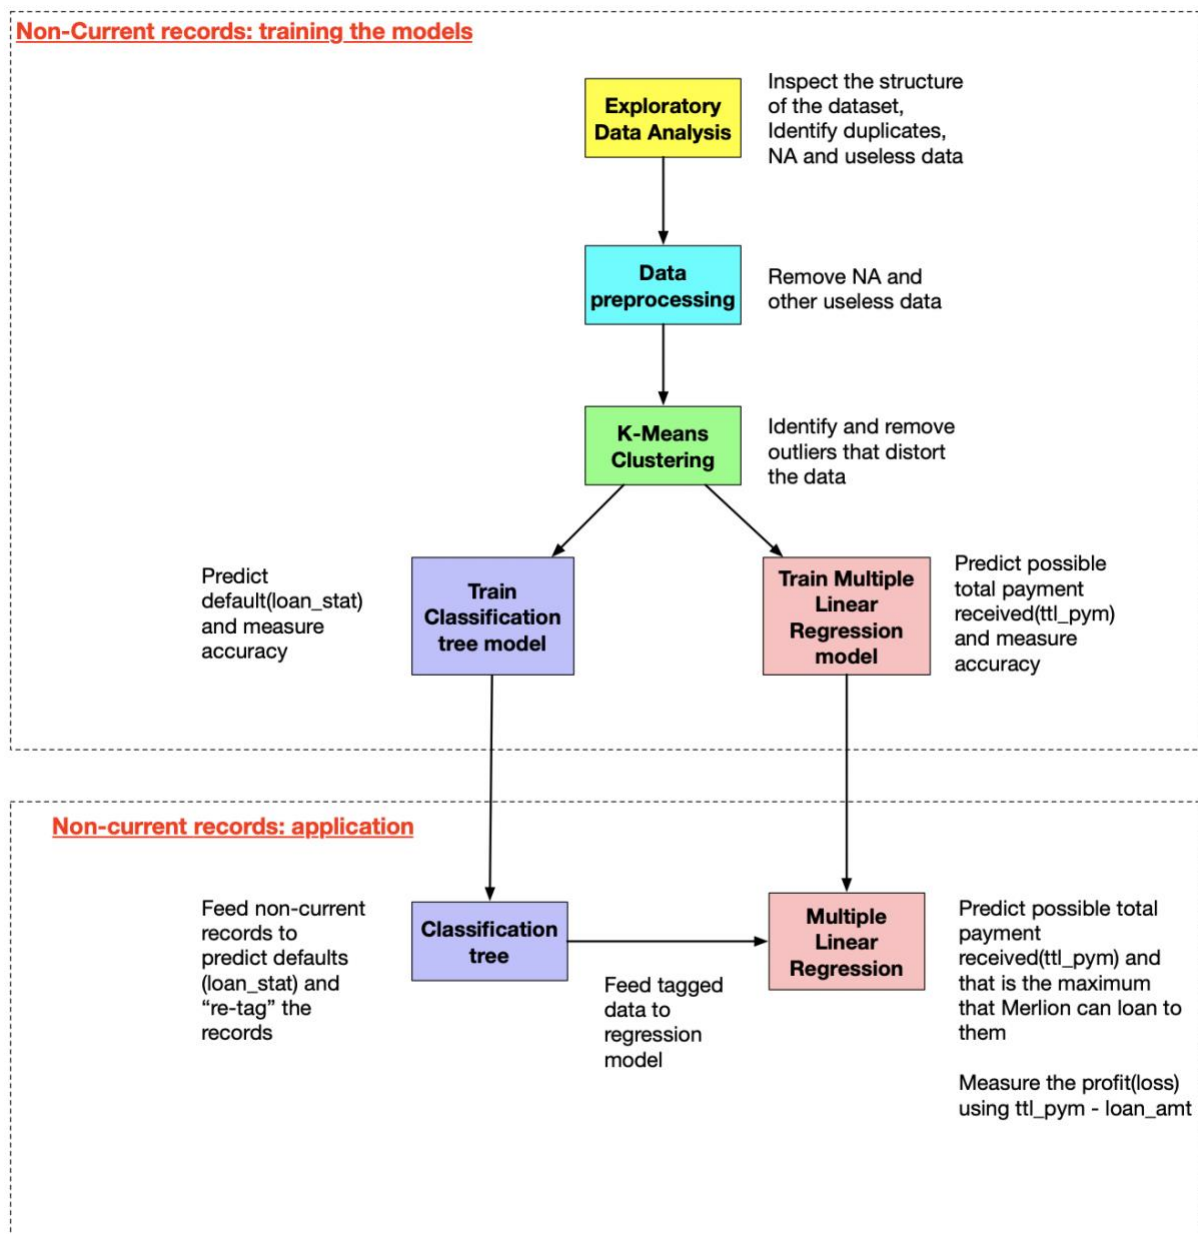 Non-Current records: training the models
Exploratory
Data Analysis
Inspect the structure
of the dataset,
Identify duplicates,
NA and useless data
Data
preprocessing
Remove NA and
other useless data
K-Means
Clustering
Identify and remove
outliers that distort
the data
Predict
default(loan_stat)
and measure
accuracy
Train
Classification
tree model
Train Multiple
Linear
Regression
model
Predict possible
total payment
received(ttl_pym)
and measure
accuracy
Non-current records: application
Feed non-current
records to
predict defaults
(loan_stat) and
“re-tag” the
records
Classification
tree
Feed tagged
data to
regression
model
Multiple
Linear
Regression
Predict possible total
payment
received(ttl_pym) and
that is the maximum
that Merlion can loan to
them
Measure the profit(loss)
using ttl_pym - loan_amt